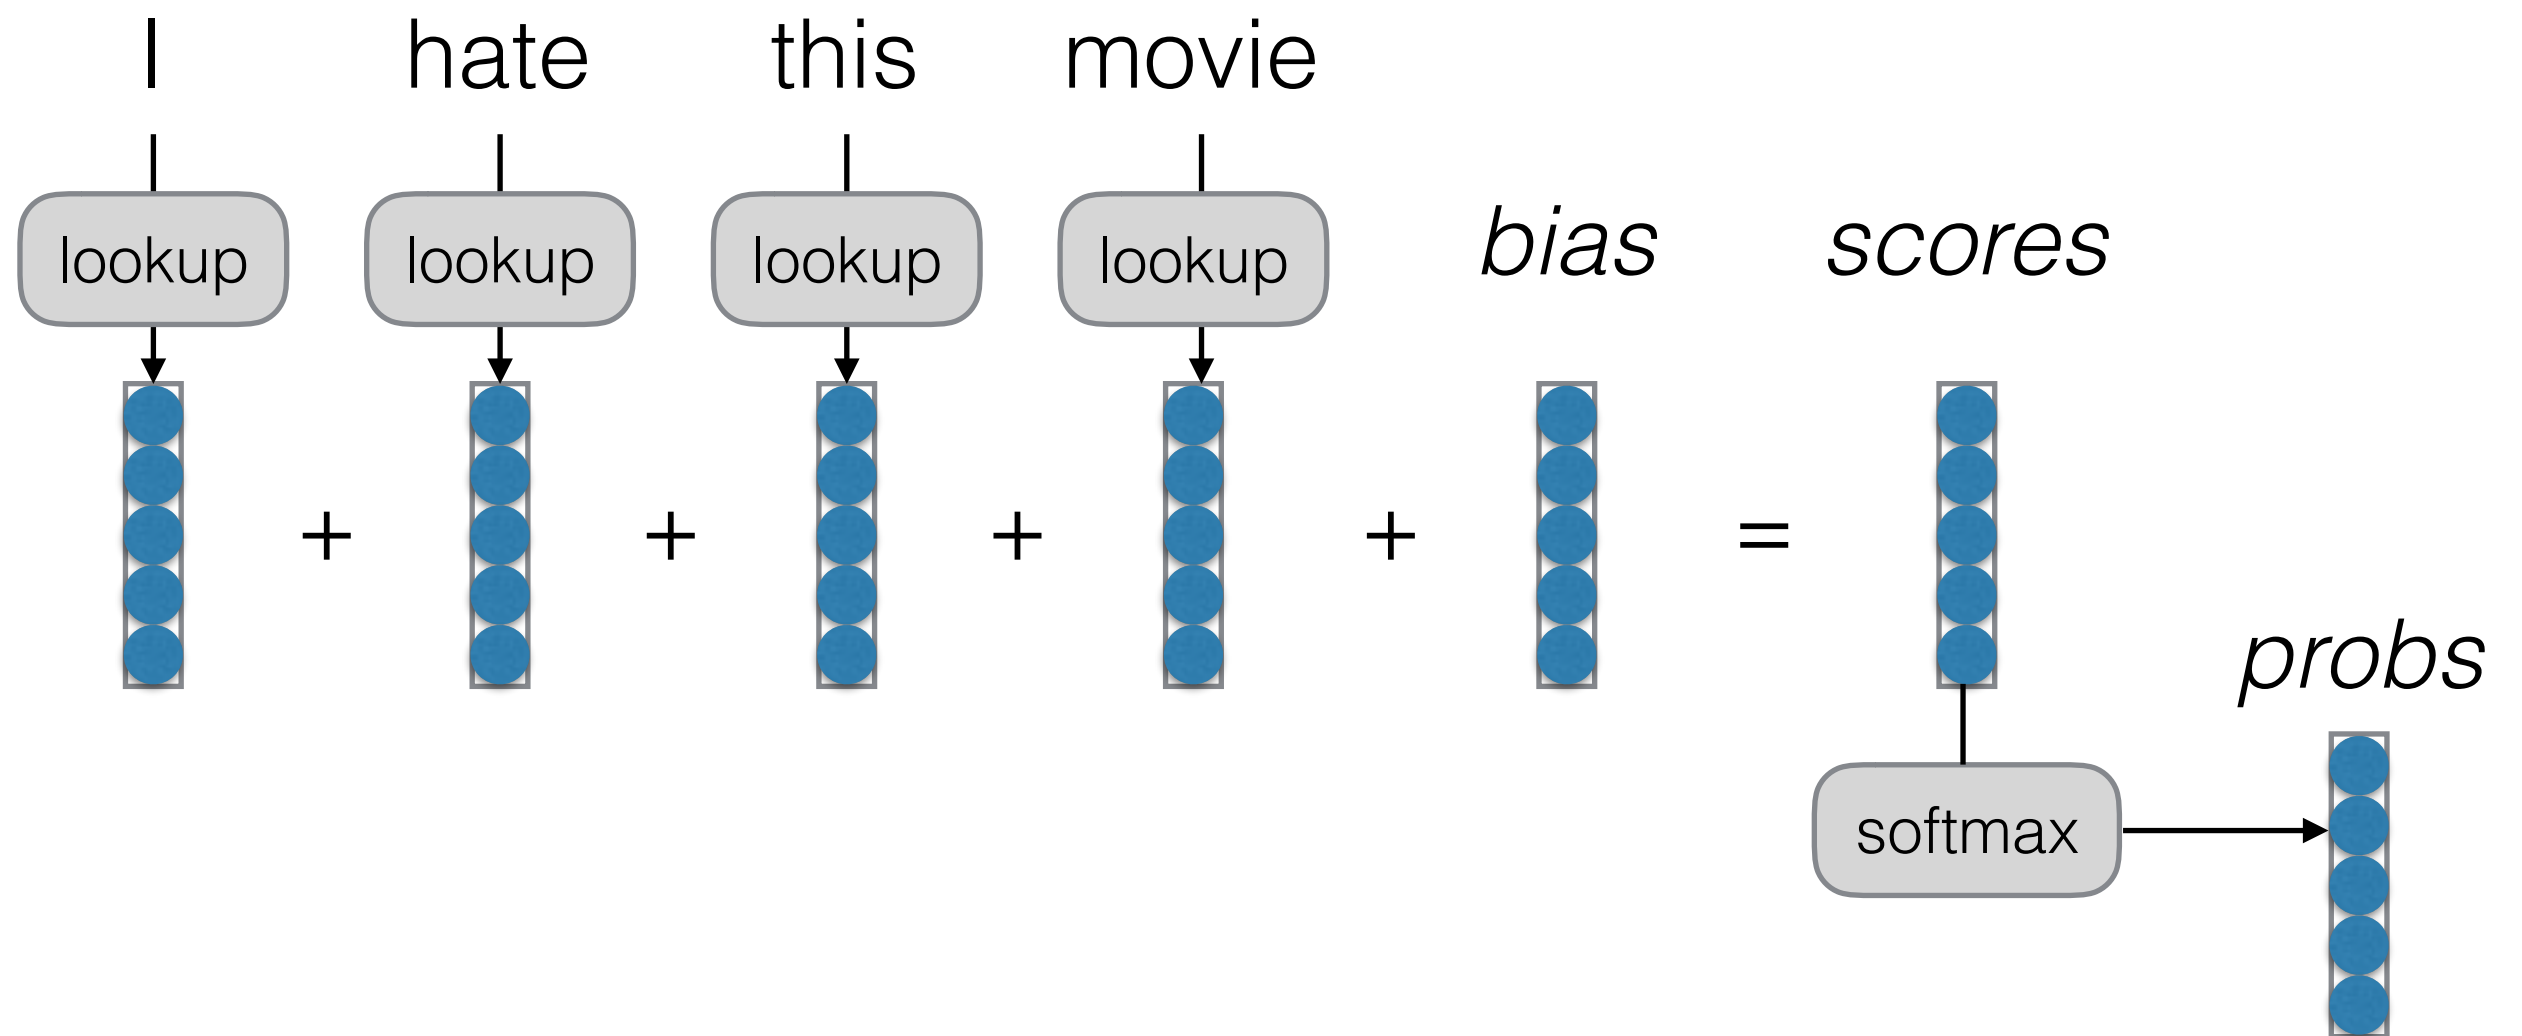 I hate this movie
lookup lookup lookup lookup bias scores
+ + + + =
probs
softmax